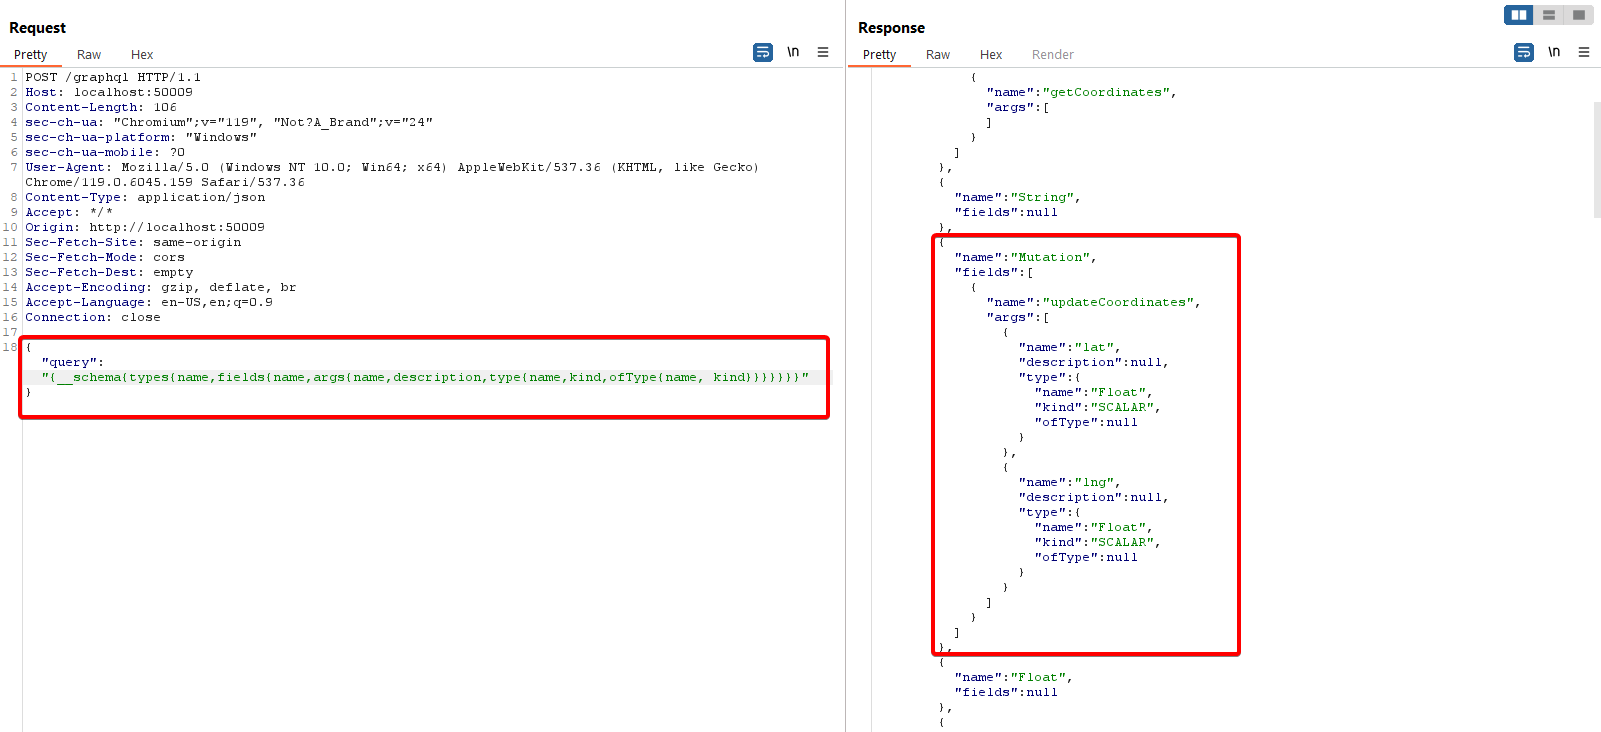 Request
Pretty Raw Hex
\n
1 POST /graphql HTTP/1.1
2 Host: localhost:50009
3 Content-Length: 106
4 sec-ch-ua: "Chromium";v="119", "Not?A_Brand";v="24"
5 sec-ch-ua-platform: "Windows"
6 sec-ch-ua-mobile: ?0
7 User-Agent: Mozilla/5.0 (Windows NT 10.0; Win64; x64) AppleWebKit/537.36 (KHTML, like Gecko)
Chrome/119.0.6045.159 Safari/537.36
8 Content-Type: application/json
9 Accept: */*
10 Origin: http://localhost:50009
11 Sec-Fetch-Site: same-origin
12 Sec-Fetch-Mode: cors
13 Sec-Fetch-Dest: empty
14 Accept-Encoding: gzip, deflate, br
15 Accept-Language: en-US,en;q=0.9
16 Connection: close
17
18 {
"query":
"{__schema{types{name,fields{name,args{name,description,type{name,kind,ofType{name, kind}}}}}}}"
}
Response
Pretty Raw Hex Render
\n
{
"name":"getCoordinates",
"args":[
]
}
]
},
{
"name":"String",
"fields":null
},
{
"name":"Mutation",
"fields":[
{
"name":"updateCoordinates",
"args":[
{
"name":"lat",
"description":null,
"type":{
"name":"Float",
"kind":"SCALAR",
"ofType":null
}
},
{
"name":"lng",
"description":null,
"type":{
"name":"Float",
"kind":"SCALAR",
"ofType":null
}
}
]
}
]
},
{
"name":"Float",
"fields":null
},
{